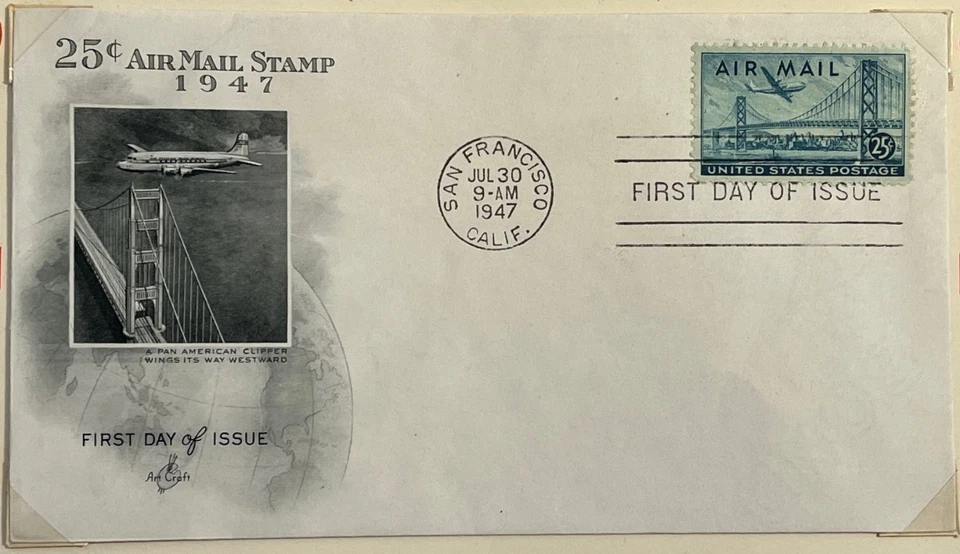 25¢ AIR MAIL STAMP
1947
A PAN AMERICAN CLIPPER
WINGS ITS WAY WESTWARD
FIRST DAY of ISSUE
Art Craft
SAN FRANCISCO
JUL 30
9-AM
1947
CALIF.
AIR MAIL
25¢
UNITED STATES POSTAGE
FIRST DAY OF ISSUE